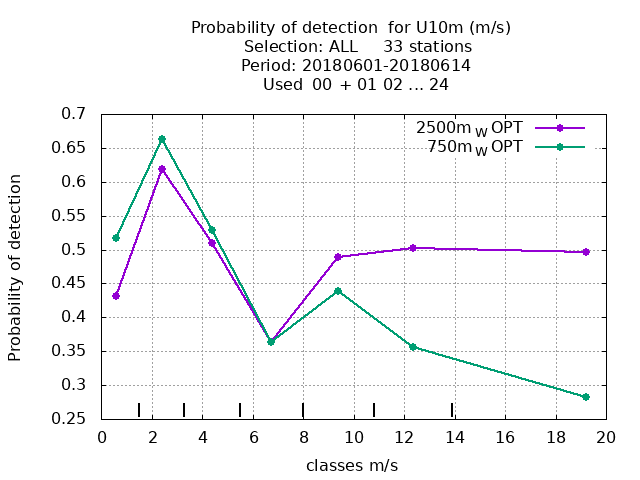 Probability of detection  for U10m (m/s)
Selection: ALL     33 stations
Period: 20180601-20180614
Used  00  + 01 02 ... 24
2500m W OPT
750m W OPT
Probability of detection
0.7
0.65
0.6
0.55
0.5
0.45
0.4
0.35
0.3
0.25
0 2 4 6 8 10 12 14 16 18 20
classes m/s